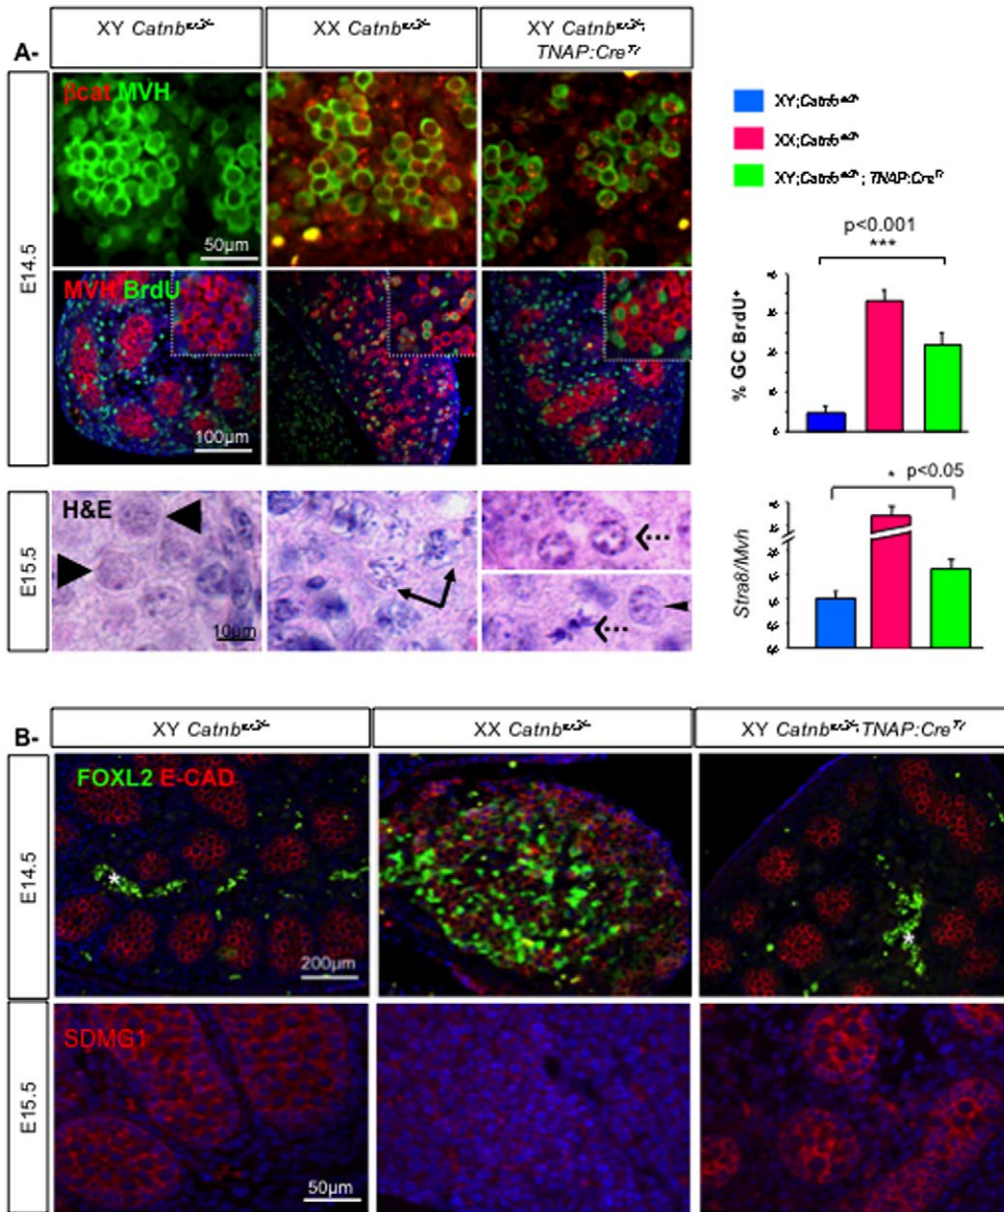 XY Catnb
XX Catnb
XY Catnb
TNAP:Cre
A-
E14.5
βcat MVH
50µm
MVH BrdU
100µm
E15.5
H&E
10µm
XY;Catnb
XX;Catnb
XY;Catnb ; TNAP:Cre
p<0.001
***
% GC BrdU⁺
* p<0.05
Stra8/Mvh
B-
XY Catnb
XX Catnb
XY Catnb ;TNAP:Cre
E14.5
FOXL2 E-CAD
*
200µm
*
E15.5
SDMG1
50µm